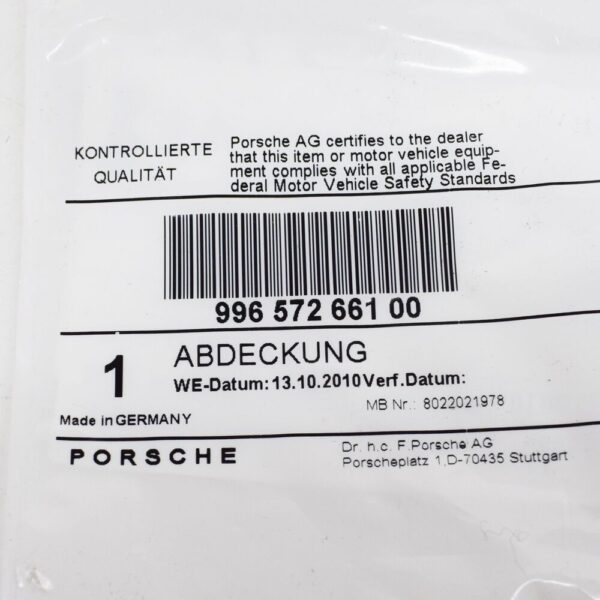 KONTROLLIERTE
QUALITÄT
Porsche AG certifies to the dealer
that this item or motor vehicle equip-
ment complies with all applicable Fe-
deral Motor Vehicle Safety Standards
996 572 661 00
1
ABDECKUNG
WE-Datum: 13.10.2010 Verf.Datum:
MB Nr.: 8022021978
Made in GERMANY
PORSCHE
Dr. h.c. F.Porsche AG
Porscheplatz 1,D-70435 Stuttgart